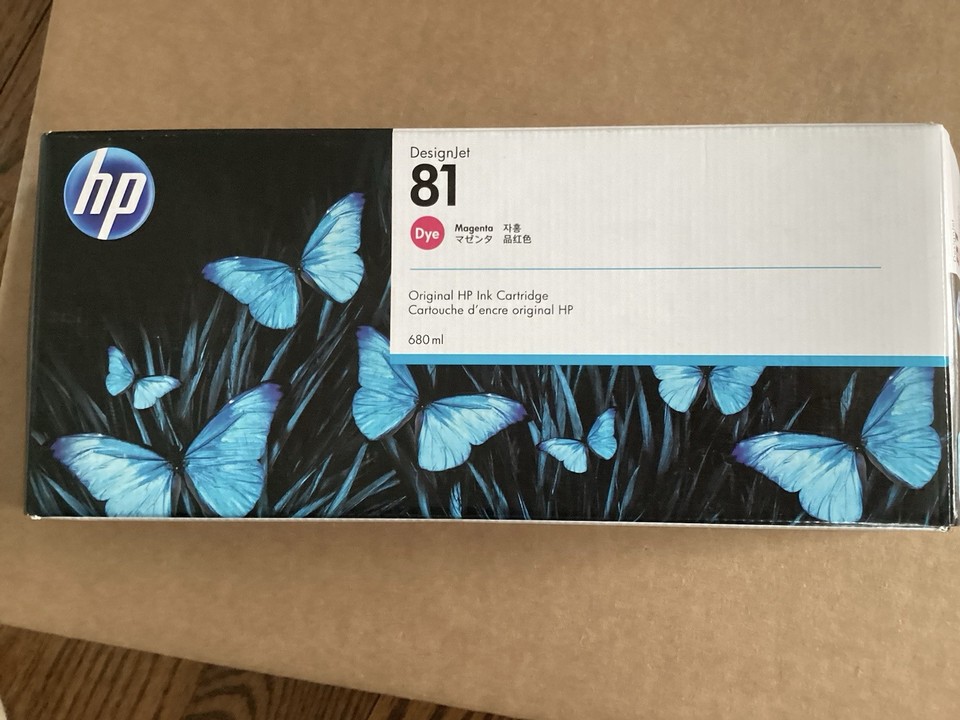 hp
DesignJet
81
Dye
Magenta 자홍
マゼンタ 品红色
Original HP Ink Cartridge
Cartouche d'encre original HP
680 ml